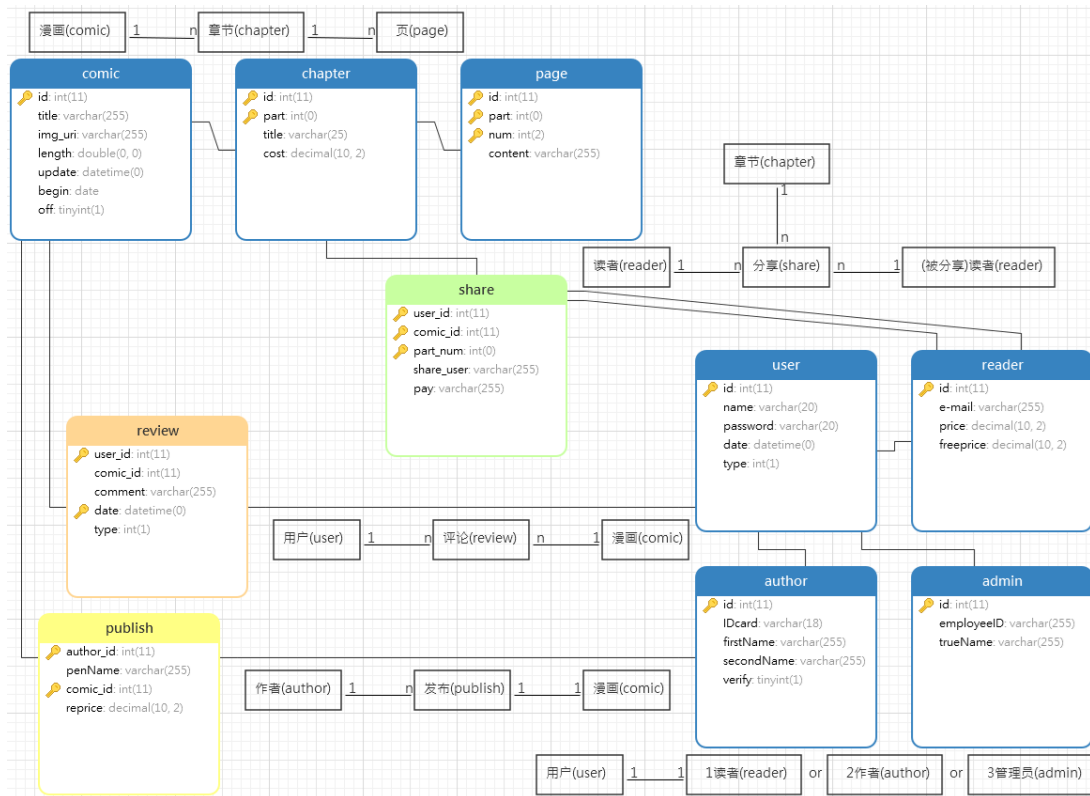 漫画(comic) 1 n 章节(chapter) 1 n 页(page)
comic
id: int(11)
title: varchar(255)
img_uri: varchar(255)
length: double(0, 0)
update: datetime(0)
begin: date
off: tinyint(1)
chapter
id: int(11)
part: int(0)
title: varchar(25)
cost: decimal(10, 2)
page
id: int(11)
part: int(0)
num: int(2)
content: varchar(255)
章节(chapter)
1
n
读者(reader) 1 n 分享(share) n 1 (被分享)读者(reader)
share
user_id: int(11)
comic_id: int(11)
part_num: int(0)
share_user: varchar(255)
pay: varchar(255)
user
id: int(11)
name: varchar(20)
password: varchar(20)
date: datetime(0)
type: int(1)
reader
id: int(11)
e-mail: varchar(255)
price: decimal(10, 2)
freeprice: decimal(10, 2)
review
user_id: int(11)
comic_id: int(11)
comment: varchar(255)
date: datetime(0)
type: int(1)
用户(user) 1 n 评论(review) n 1 漫画(comic)
author
id: int(11)
IDcard: varchar(18)
firstName: varchar(255)
secondName: varchar(255)
verify: tinyint(1)
admin
id: int(11)
employeeID: varchar(255)
trueName: varchar(255)
publish
author_id: int(11)
penName: varchar(255)
comic_id: int(11)
reprice: decimal(10, 2)
作者(author) 1 n 发布(publish) 1 1 漫画(comic)
用户(user) 1 1 1读者(reader) or 2作者(author) or 3管理员(admin)